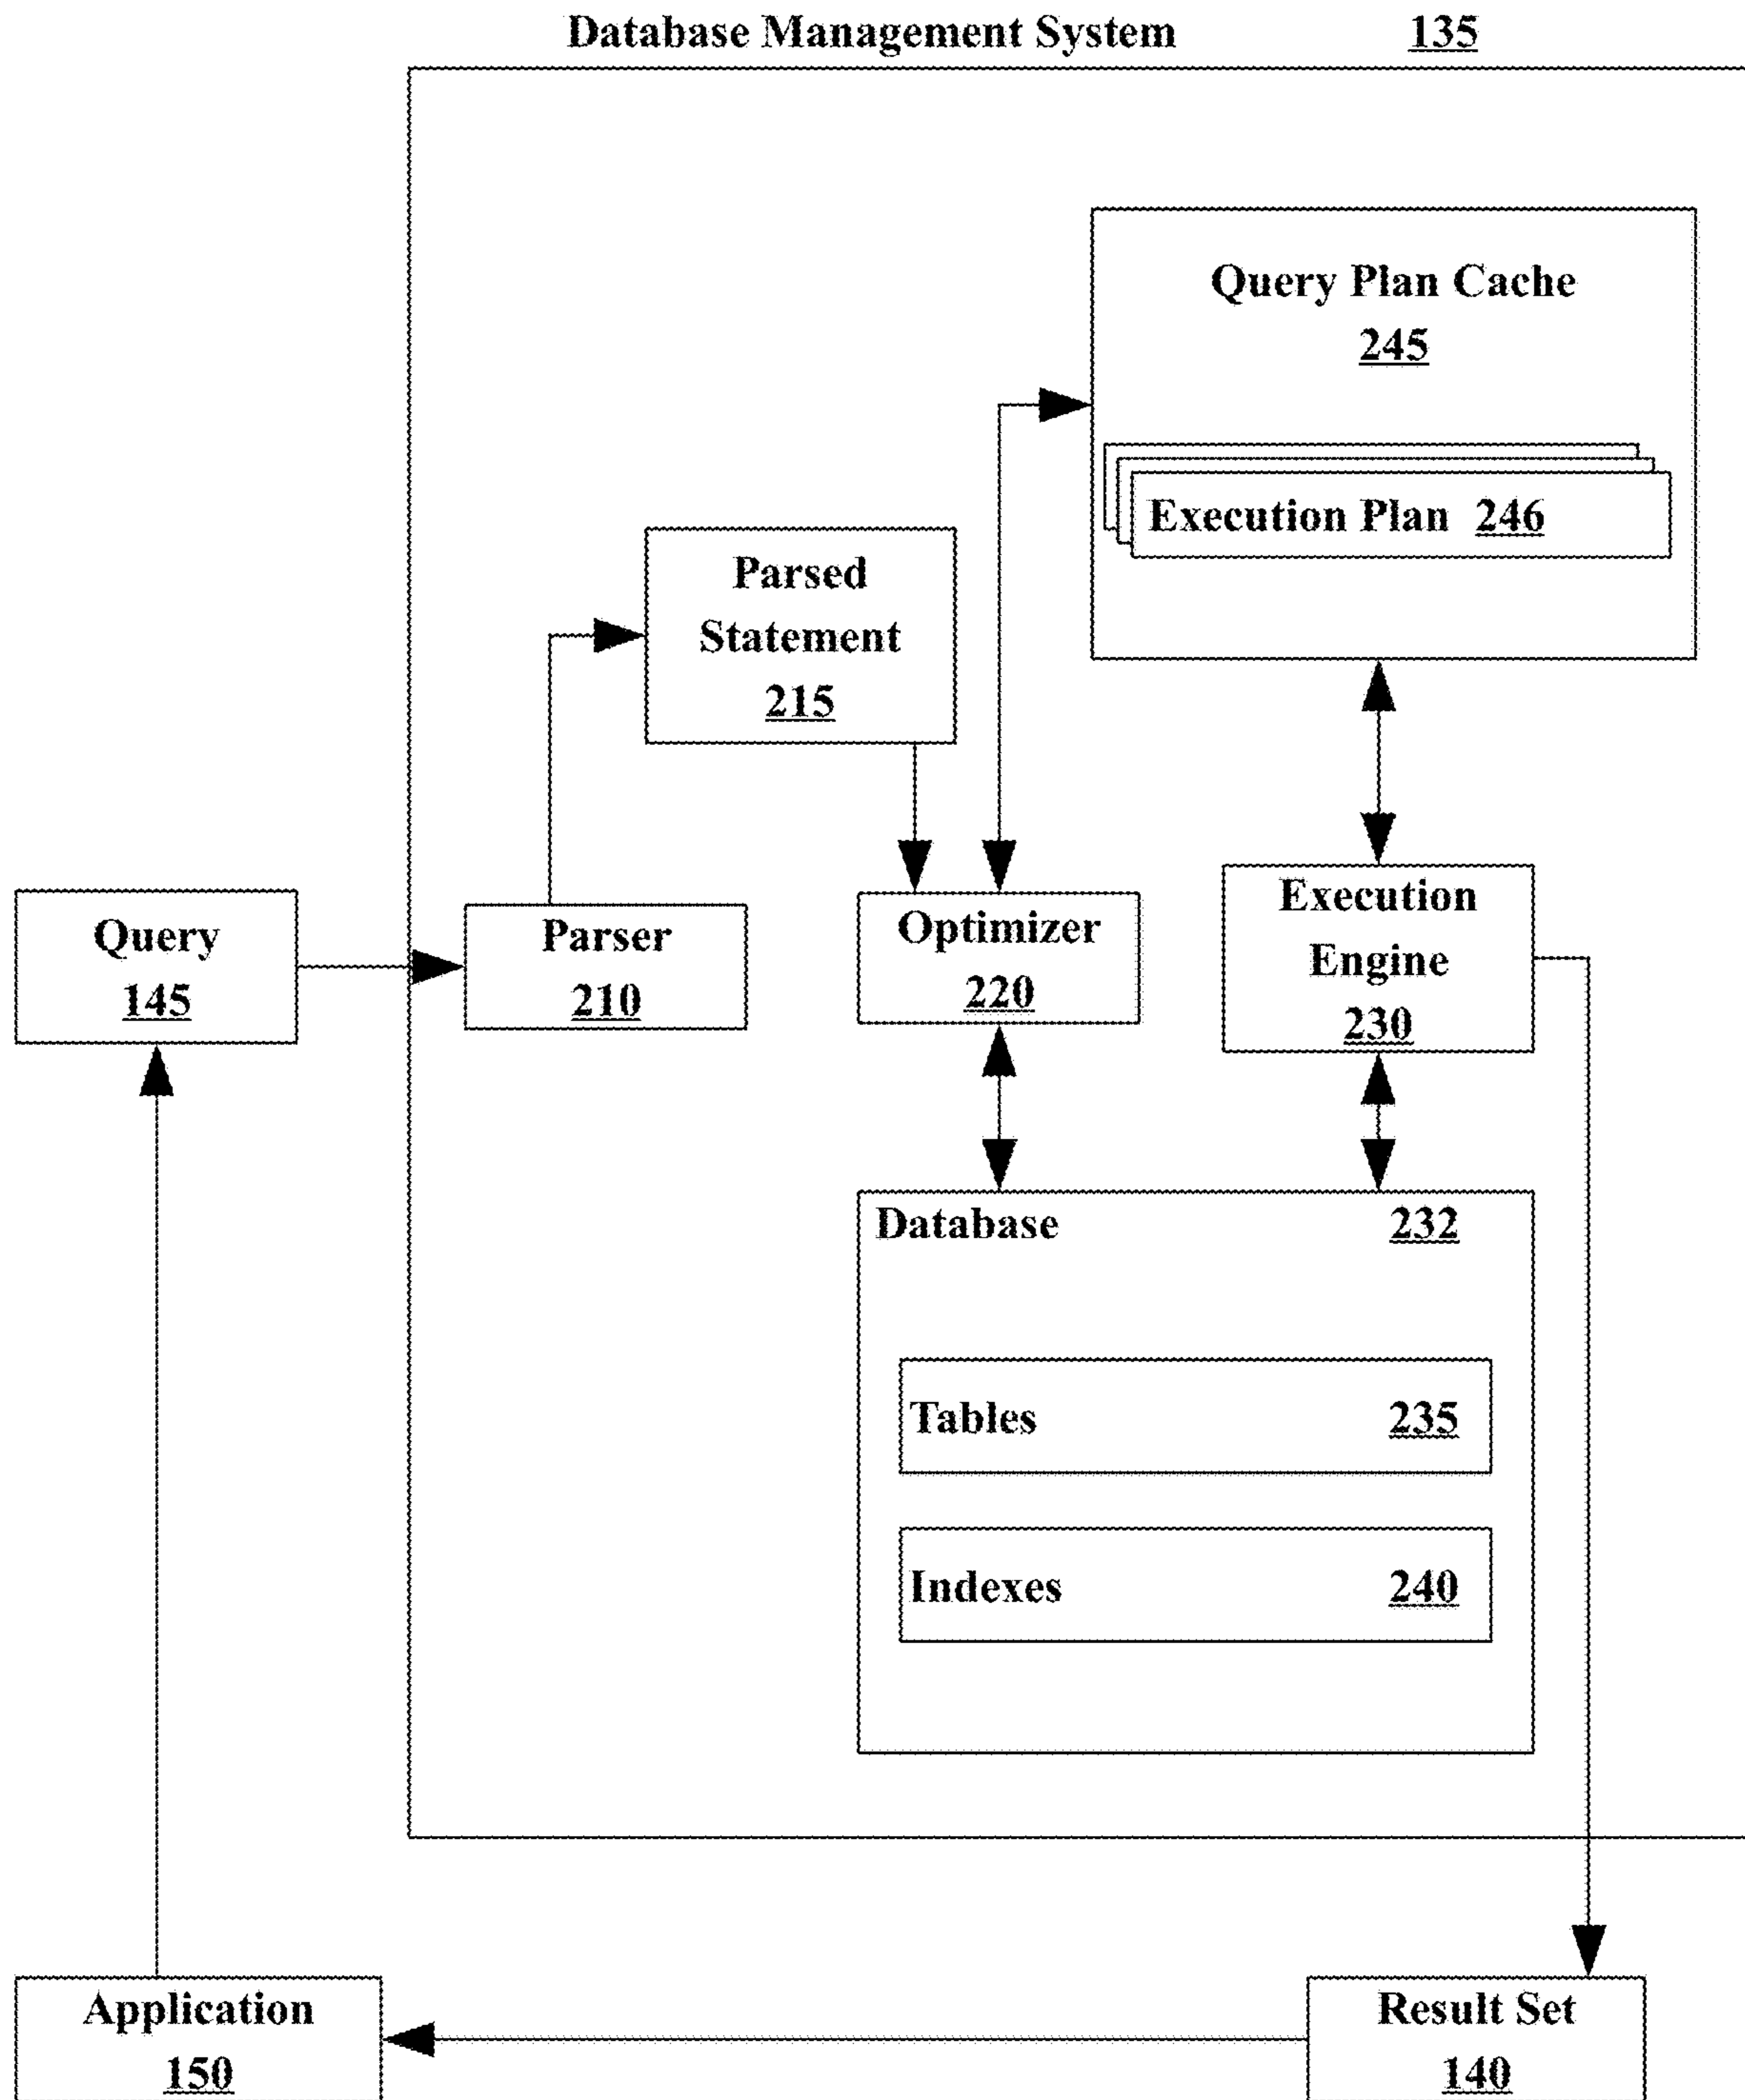 Database Management System 135
Query Plan Cache
245
Execution Plan 246
Parsed
Statement
215
Query
145
Parser
210
Optimizer
220
Execution
Engine
230
Database 232
Tables 235
Indexes 240
Application
150
Result Set
140